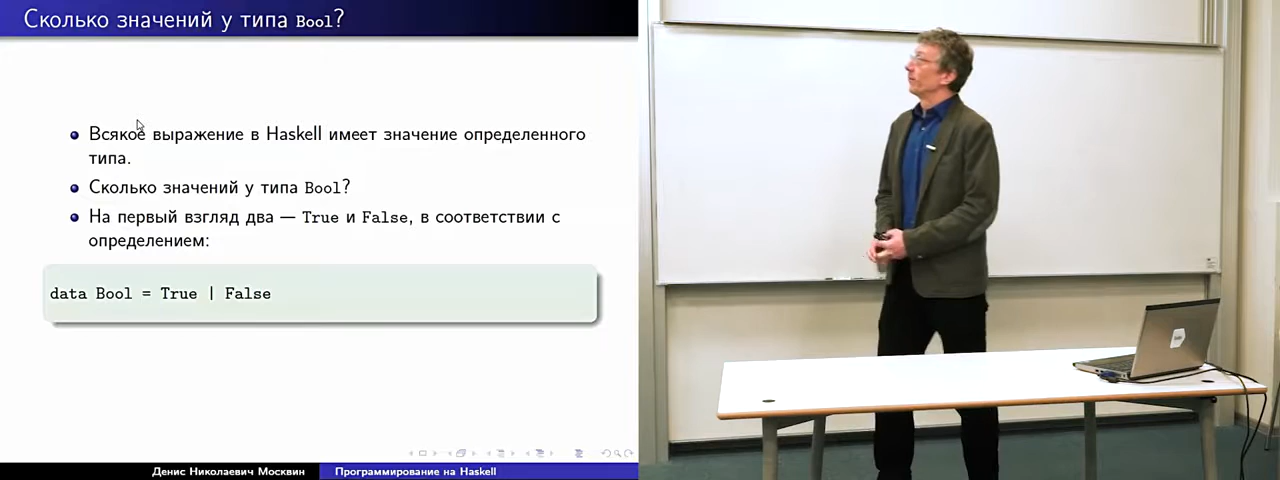 Сколько значений у типа Bool?
Всякое выражение в Haskell имеет значение определенного
типа.
Сколько значений у типа Bool?
На первый взгляд два — True и False, в соответствии с
определением:
data Bool = True | False
Денис Николаевич Москвин
Программирование на Haskell